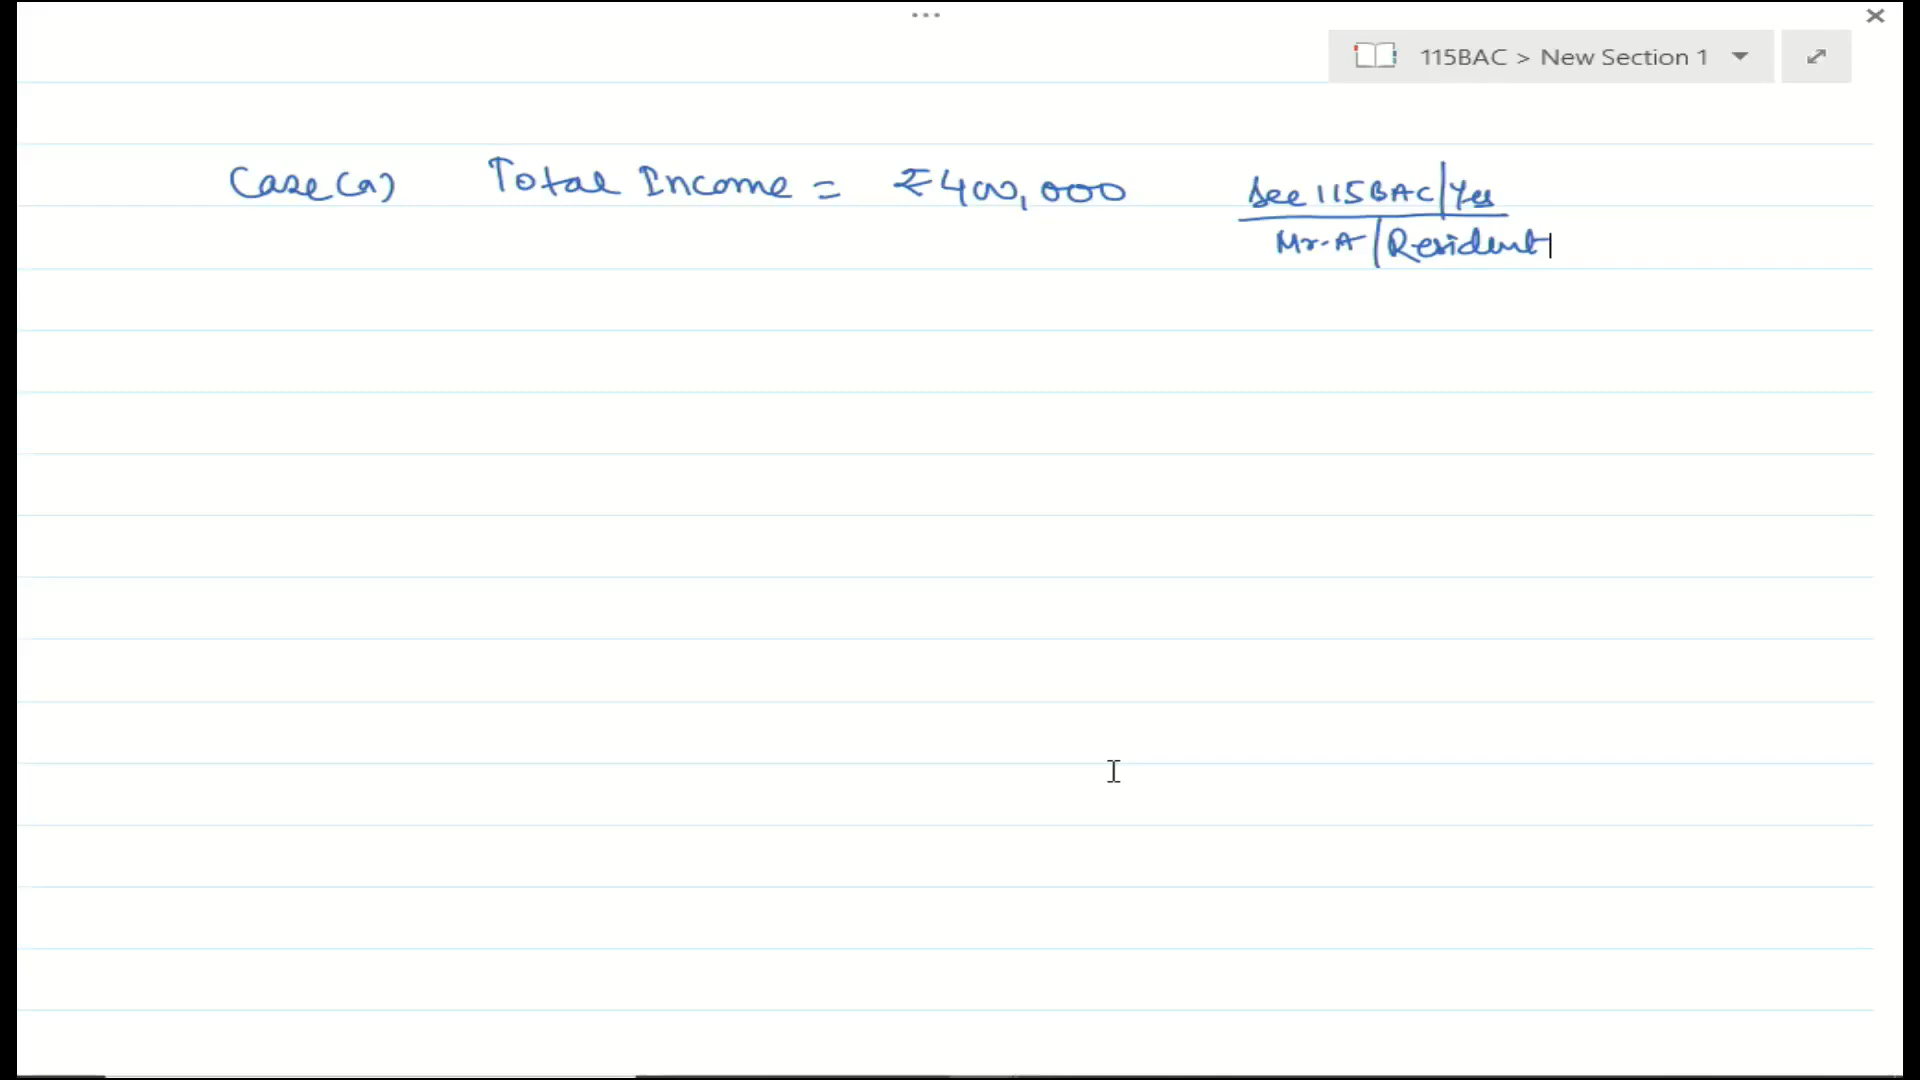 115BAC > New Section 1
Case(a) Total Income = ₹400,000 Sec 115BAC/Yes
Mr.A/Resident